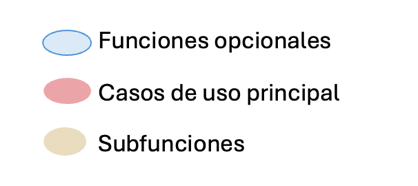 Funciones opcionales
Casos de uso principal
Subfunciones